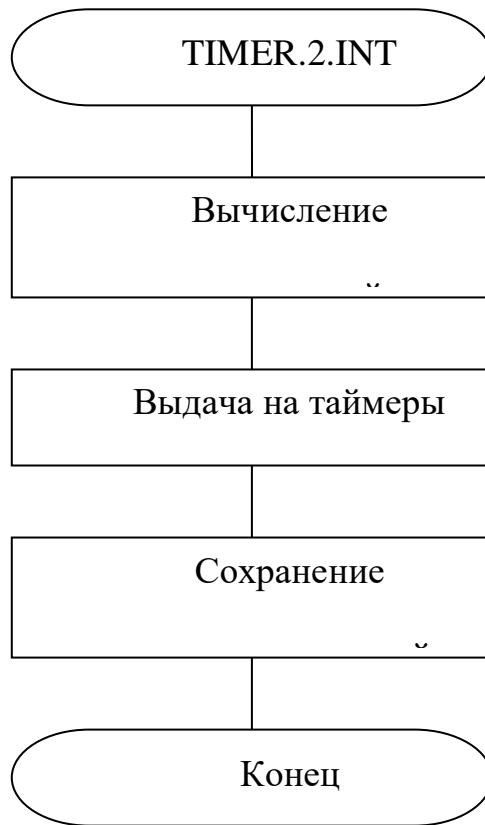 TIMER.2.INT
Вычисление
Выдача на таймеры
Сохранение
Конец